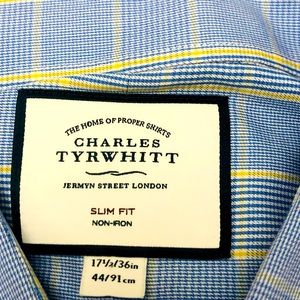 THE HOME OF PROPER SHIRTS
CHARLES
TYRWHITT
JERMYN STREET LONDON
SLIM FIT
NON-IRON
17½/36in
44/91cm